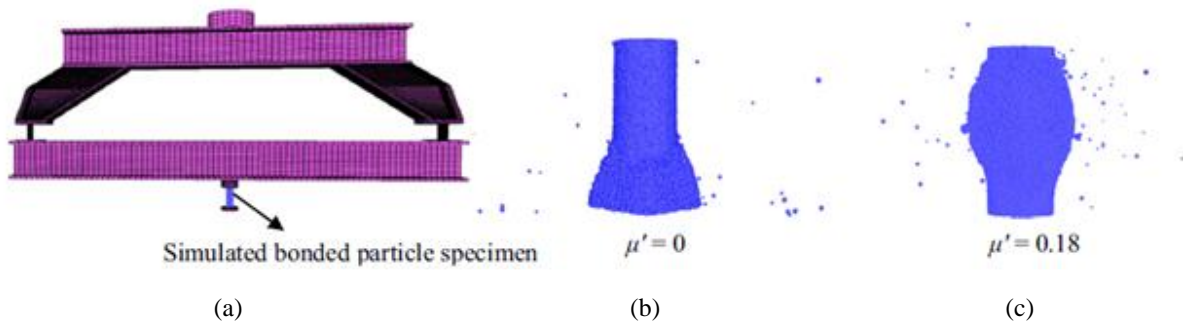 Simulated bonded particle specimen
μ′ = 0
μ′ = 0.18
(a)
(b)
(c)